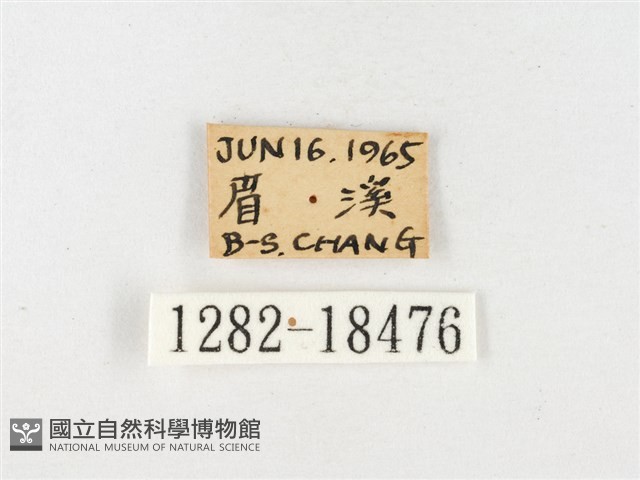 JUN 16. 1965
眉 溪
B-S. CHANG
1282-18476
國立自然科學博物館
NATIONAL MUSEUM OF NATURAL SCIENCE